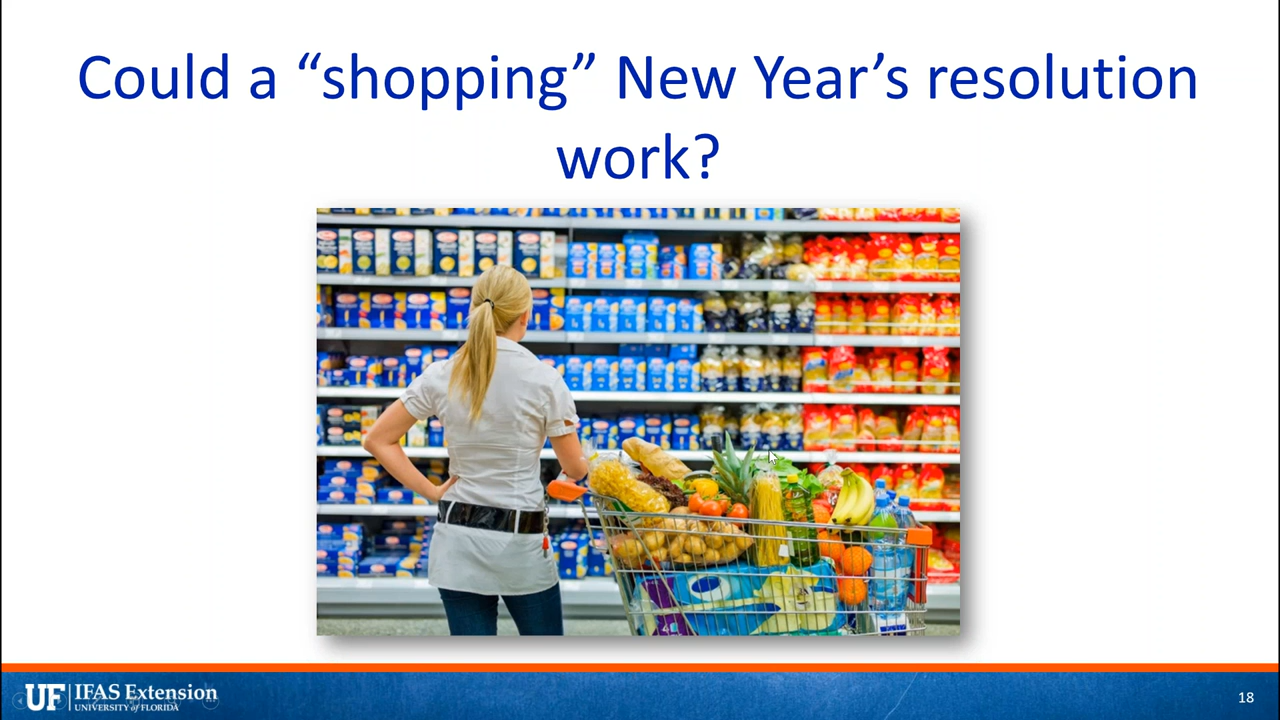 Could a “shopping” New Year’s resolution
work?
UF IFAS Extension
UNIVERSITY of FLORIDA
18